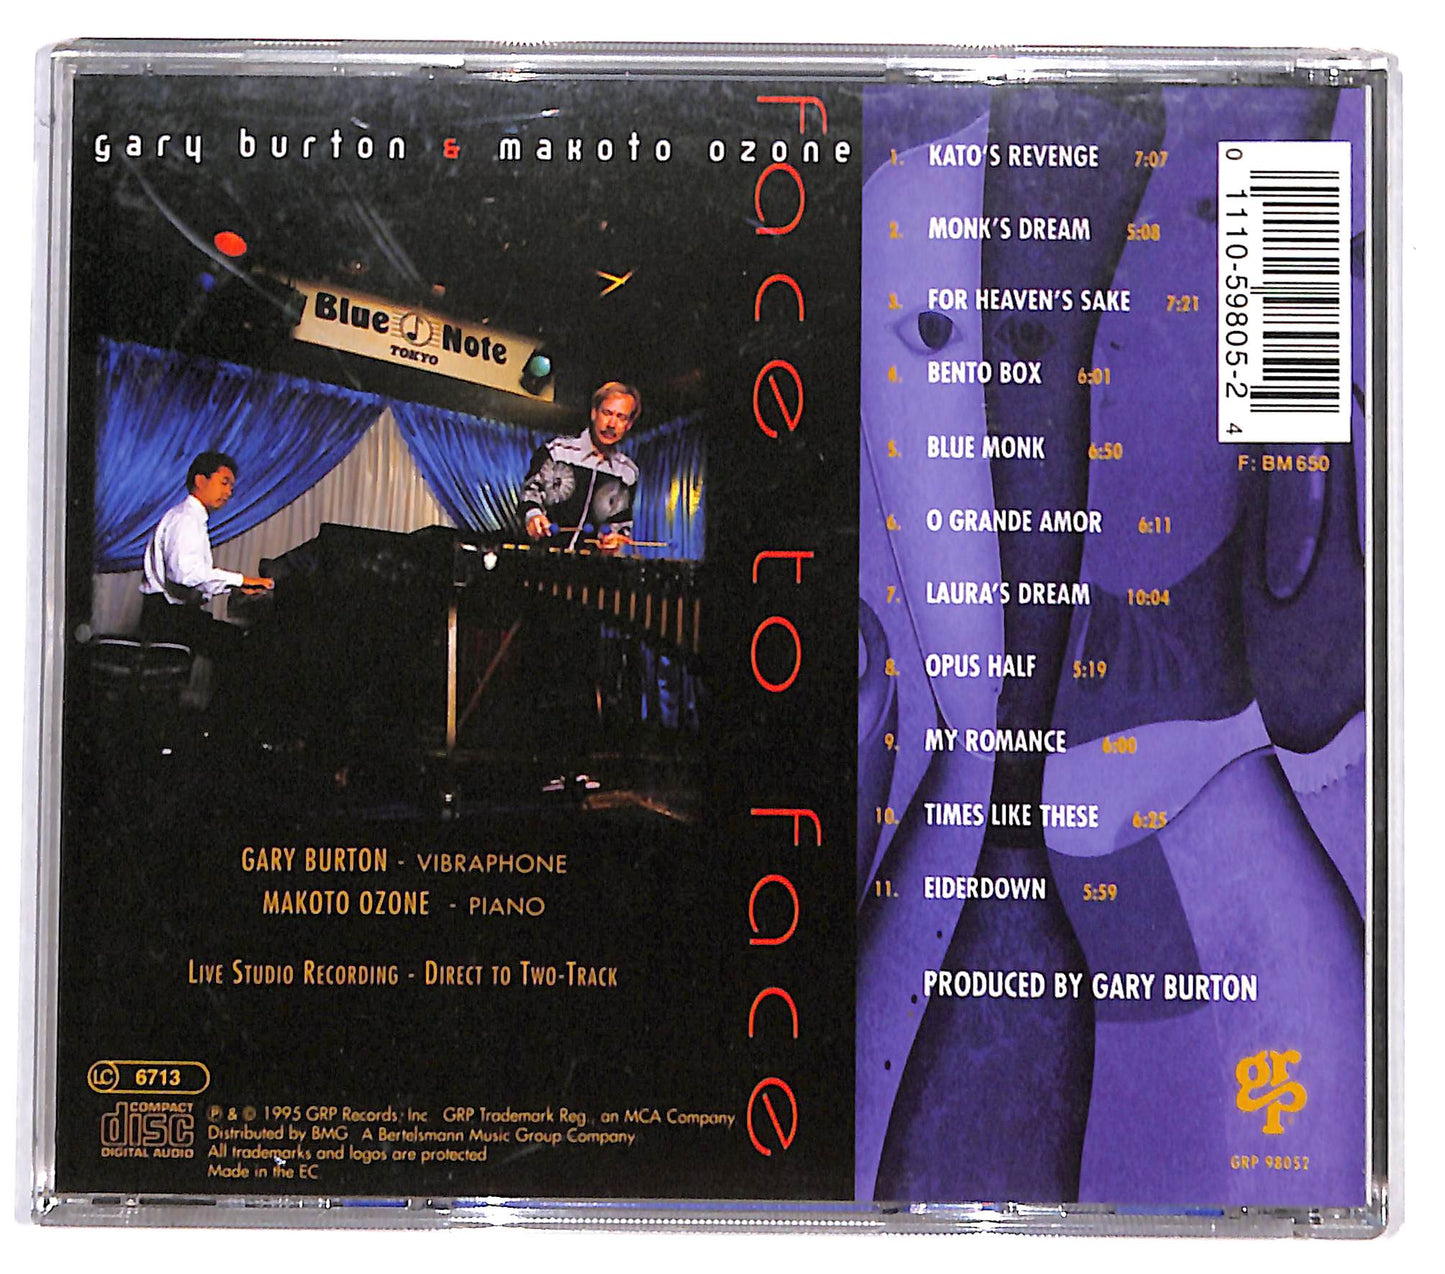 gary burton & makoto ozone
face to face
Blue Note
TOKYO
GARY BURTON - VIBRAPHONE
MAKOTO OZONE - PIANO
LIVE STUDIO RECORDING - DIRECT TO TWO-TRACK
LC 6713
COMPACT
disc
DIGITAL AUDIO
℗ & © 1995 GRP Records, Inc. GRP Trademark Reg., an MCA Company
Distributed by BMG A Bertelsmann Music Group Company
All trademarks and logos are protected
Made in the EC
1. KATO'S REVENGE 7:07
2. MONK'S DREAM 5:08
3. FOR HEAVEN'S SAKE 7:21
4. BENTO BOX 6:01
5. BLUE MONK 6:50
6. O GRANDE AMOR 6:11
7. LAURA'S DREAM 10:04
8. OPUS HALF 5:19
9. MY ROMANCE 6:00
10. TIMES LIKE THESE 6:25
11. EIDERDOWN 5:59
PRODUCED BY GARY BURTON
0 1110-59805-2 4
F: BM 650
grp
GRP 98052